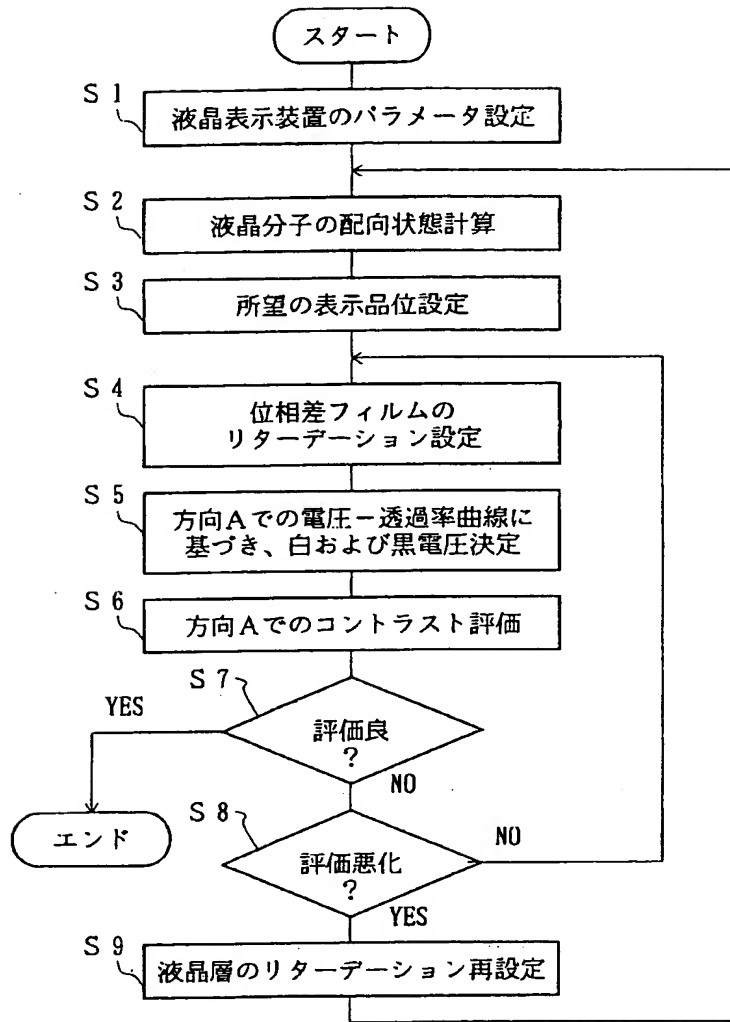 スタート
S 1
液晶表示装置のパラメータ設定
S 2
液晶分子の配向状態計算
S 3
所望の表示品位設定
S 4
位相差フィルムの
リターデーション設定
S 5
方向Aでの電圧－透過率曲線に
基づき、白および黒電圧決定
S 6
方向Aでのコントラスト評価
S 7
YES
評価良
?
NO
エンド
S 8
評価悪化
?
NO
YES
S 9
液晶層のリターデーション再設定